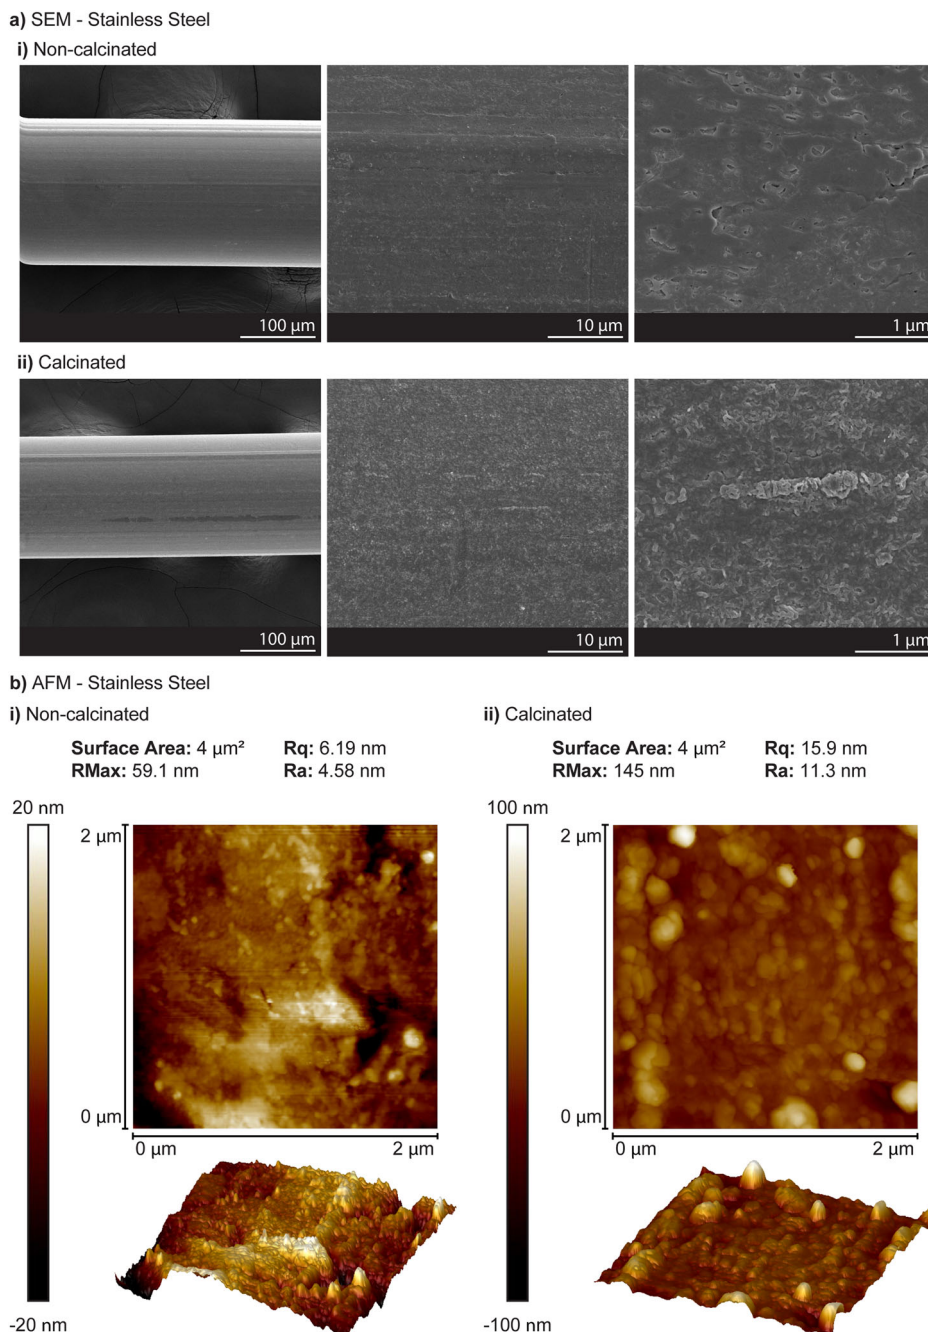 a) SEM - Stainless Steel
i) Non-calcinated
100 µm
10 µm
1 µm
ii) Calcinated
100 µm
10 µm
1 µm
b) AFM - Stainless Steel
i) Non-calcinated
Surface Area: 4 µm² Rq: 6.19 nm
RMax: 59.1 nm Ra: 4.58 nm
20 nm
2 µm
0 µm
0 µm 2 µm
-20 nm
ii) Calcinated
Surface Area: 4 µm² Rq: 15.9 nm
RMax: 145 nm Ra: 11.3 nm
100 nm
2 µm
0 µm
0 µm 2 µm
-100 nm